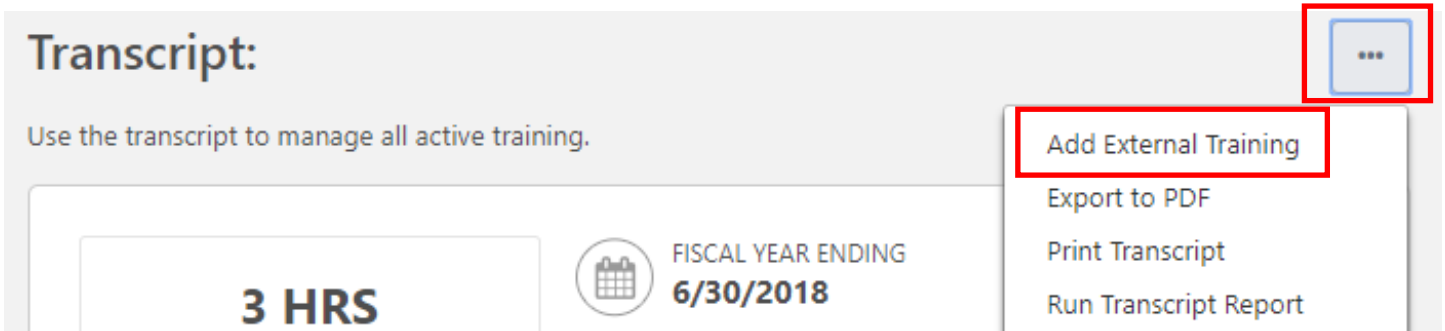 Transcript:
...
Use the transcript to manage all active training.
Add External Training
Export to PDF
Print Transcript
Run Transcript Report
3 HRS
FISCAL YEAR ENDING
6/30/2018